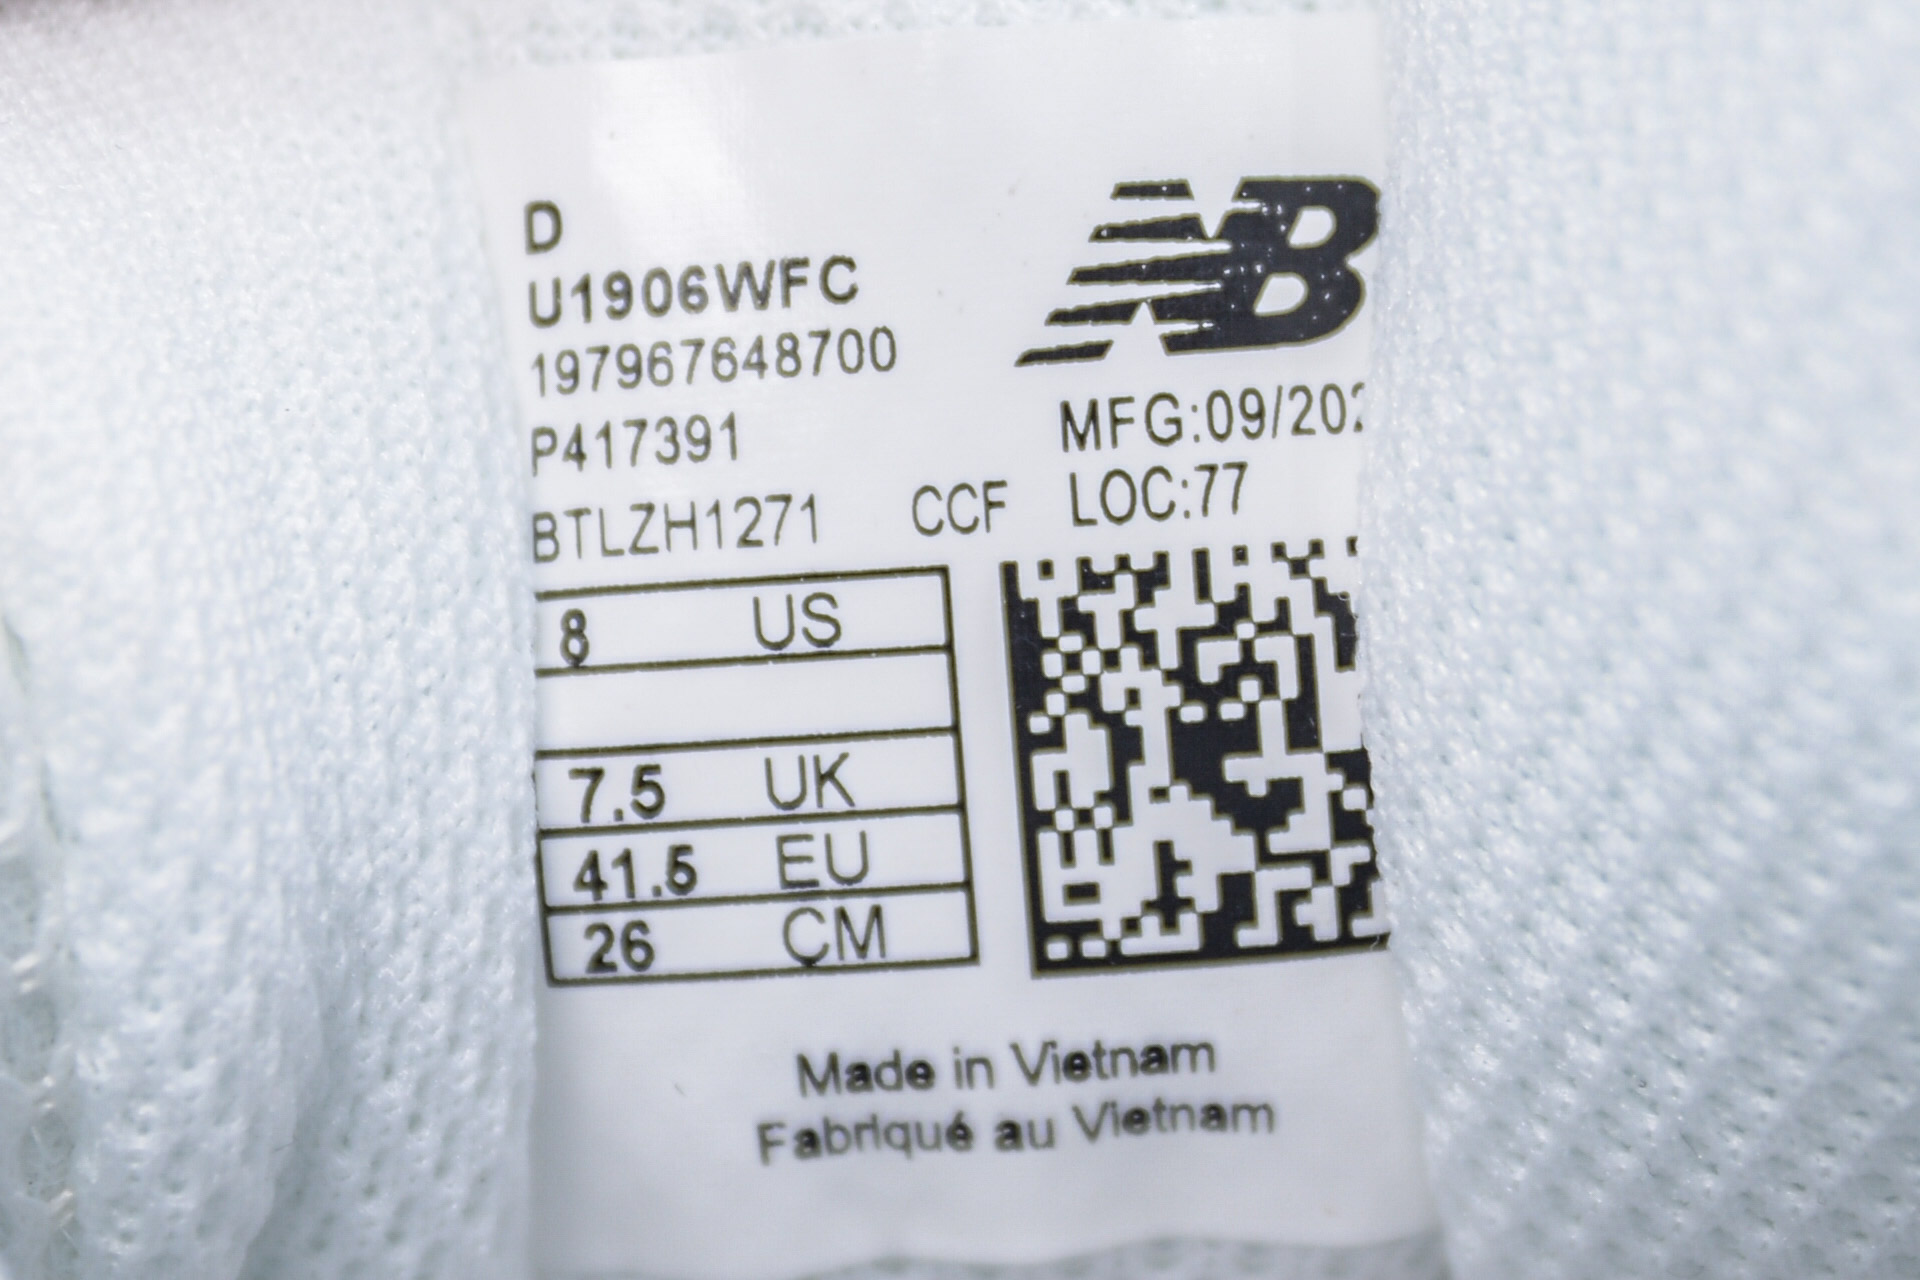 D
U1906WFC
197967648700
P417391
BTLZH1271 CCF
NB
MFG:09/202
LOC:77
8 US
7.5 UK
41.5 EU
26 CM
Made in Vietnam
Fabriqué au Vietnam